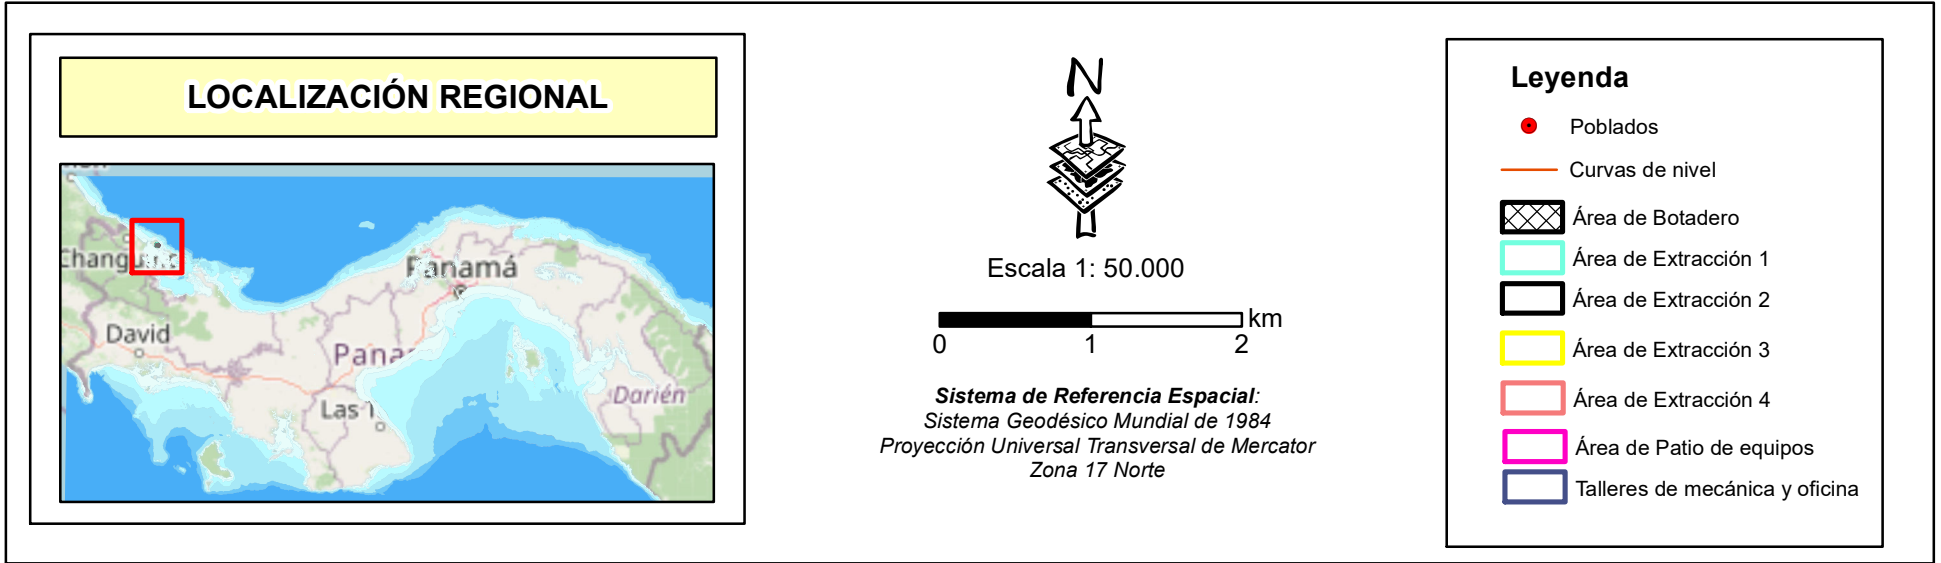 LOCALIZACIÓN REGIONAL
David
Panamá
Las
Darién
N
Escala 1: 50.000
km
0 1 2
Sistema de Referencia Espacial:
Sistema Geodésico Mundial de 1984
Proyección Universal Transversal de Mercator
Zona 17 Norte
Leyenda
Poblados
Curvas de nivel
Área de Botadero
Área de Extracción 1
Área de Extracción 2
Área de Extracción 3
Área de Extracción 4
Área de Patio de equipos
Talleres de mecánica y oficina